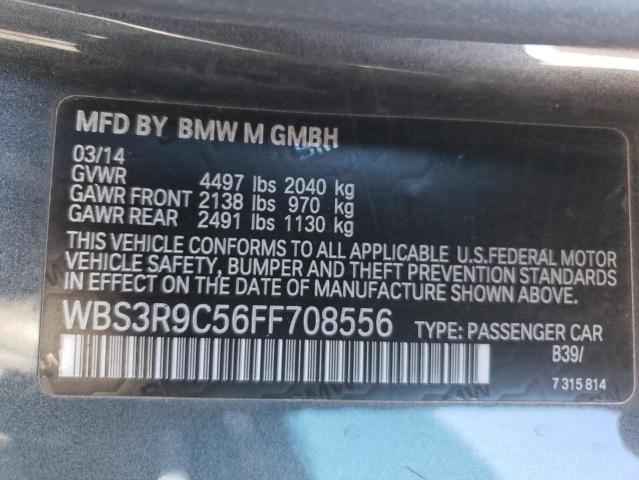 MFD BY BMW M GMBH
03/14
GVWR 4497 lbs 2040 kg
GAWR FRONT 2138 lbs 970 kg
GAWR REAR 2491 lbs 1130 kg
THIS VEHICLE CONFORMS TO ALL APPLICABLE U.S.FEDERAL MOTOR
VEHICLE SAFETY, BUMPER AND THEFT PREVENTION STANDARDS
IN EFFECT ON THE DATE OF MANUFACTURE SHOWN ABOVE.
WBS3R9C56FF708556 TYPE: PASSENGER CAR
B39/
7 315 814